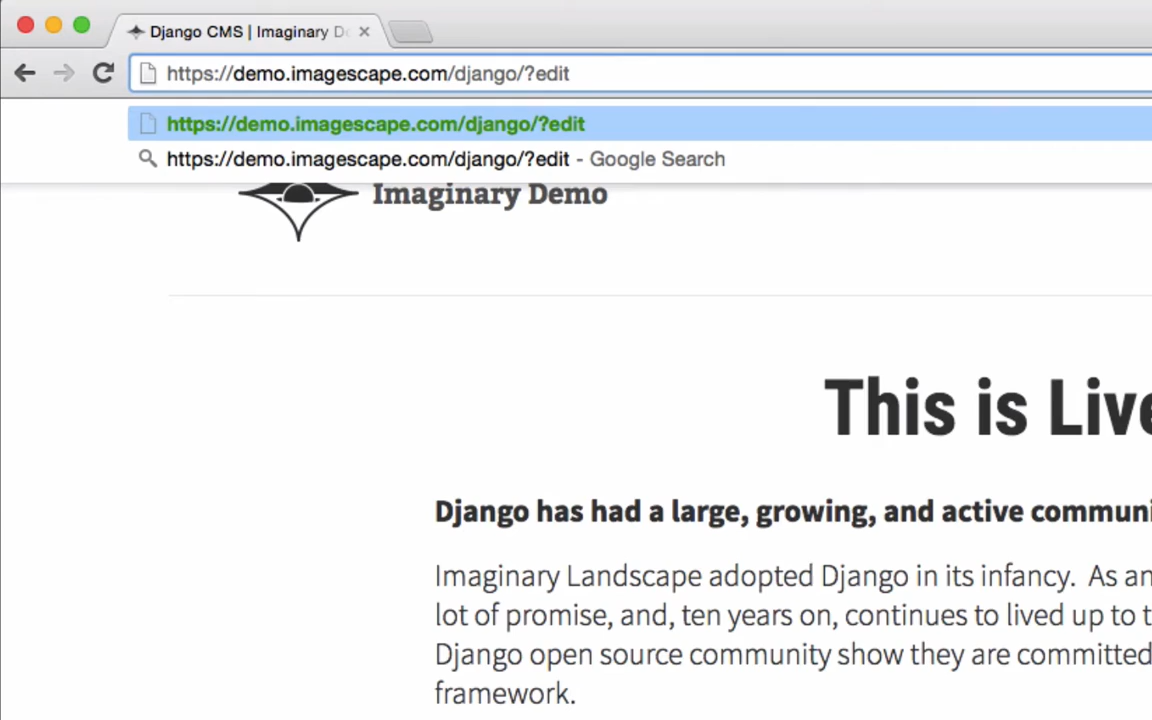 Django CMS | Imaginary D
https://demo.imagescape.com/django/?edit
https://demo.imagescape.com/django/?edit
https://demo.imagescape.com/django/?edit - Google Search
Imaginary Demo
This is Live
Django has had a large, growing, and active communi
Imaginary Landscape adopted Django in its infancy. As an
lot of promise, and, ten years on, continues to lived up to t
Django open source community show they are committed
framework.